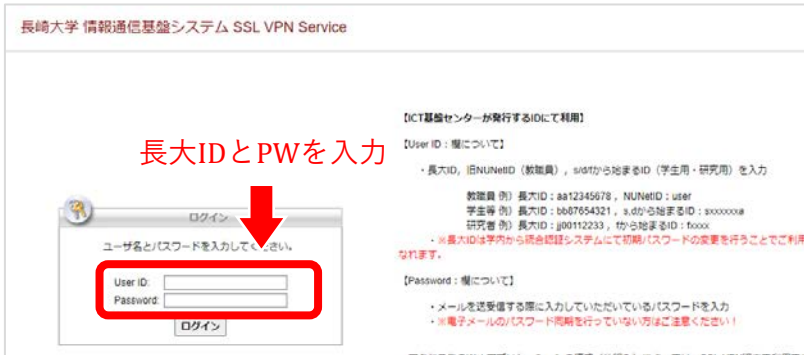 長崎大学 情報通信基盤システム SSL VPN Service
長大IDとPWを入力
ログイン
ユーザ名とパスワードを入力してください。
User ID:
Password:
ログイン
【ICT基盤センターが発行するIDにて利用】
【User ID：欄について】
・長大ID，旧NUNetID（教職員），s/d/fから始まるID（学生用・研究用）を入力
教職員 例）長大ID：aa12345678，NUNetID：user
学生等 例）長大ID：bb87654321，s,dから始まるID：sxxxxxxa
研究者 例）長大ID：jj00112233，fから始まるID：fxxxx
・※長大IDは学内から統合認証システムにて初期パスワードの変更を行うことでご利用
なれます。
【Password：欄について】
・メールを送受信する際に入力していただいているパスワードを入力
・※電子メールのパスワード同期を行っていない方はご注意ください！